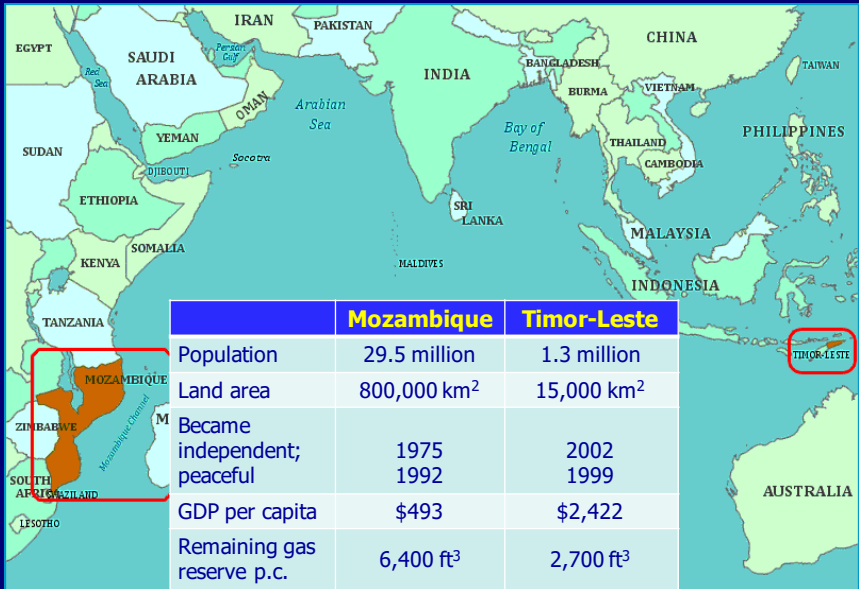 IRAN
PAKISTAN
CHINA
EGYPT
SAUDI
ARABIA
Persian
Gulf
Red
Sea
OMAN
INDIA
BANGLADESH
BURMA
VIETNAM
TAIWAN
Arabian
Sea
Bay of
Bengal
PHILIPPINES
YEMEN
THAILAND
CAMBODIA
SUDAN
Socotra
DJIBOUTI
ETHIOPIA
SRI
LANKA
MALAYSIA
SOMALIA
KENYA
MALDIVES
INDONESIA
TANZANIA
TIMOR-LESTE
MOZAMBIQUE
Mozambique Channel
ZIMBABWE
M
SOUTH
AFRIC
SWAZILAND
LESOTHO
AUSTRALIA
Mozambique Timor-Leste
Population 29.5 million 1.3 million
Land area 800,000 km² 15,000 km²
Became
independent; 1975 2002
peaceful 1992 1999
GDP per capita $493 $2,422
Remaining gas
reserve p.c. 6,400 ft³ 2,700 ft³